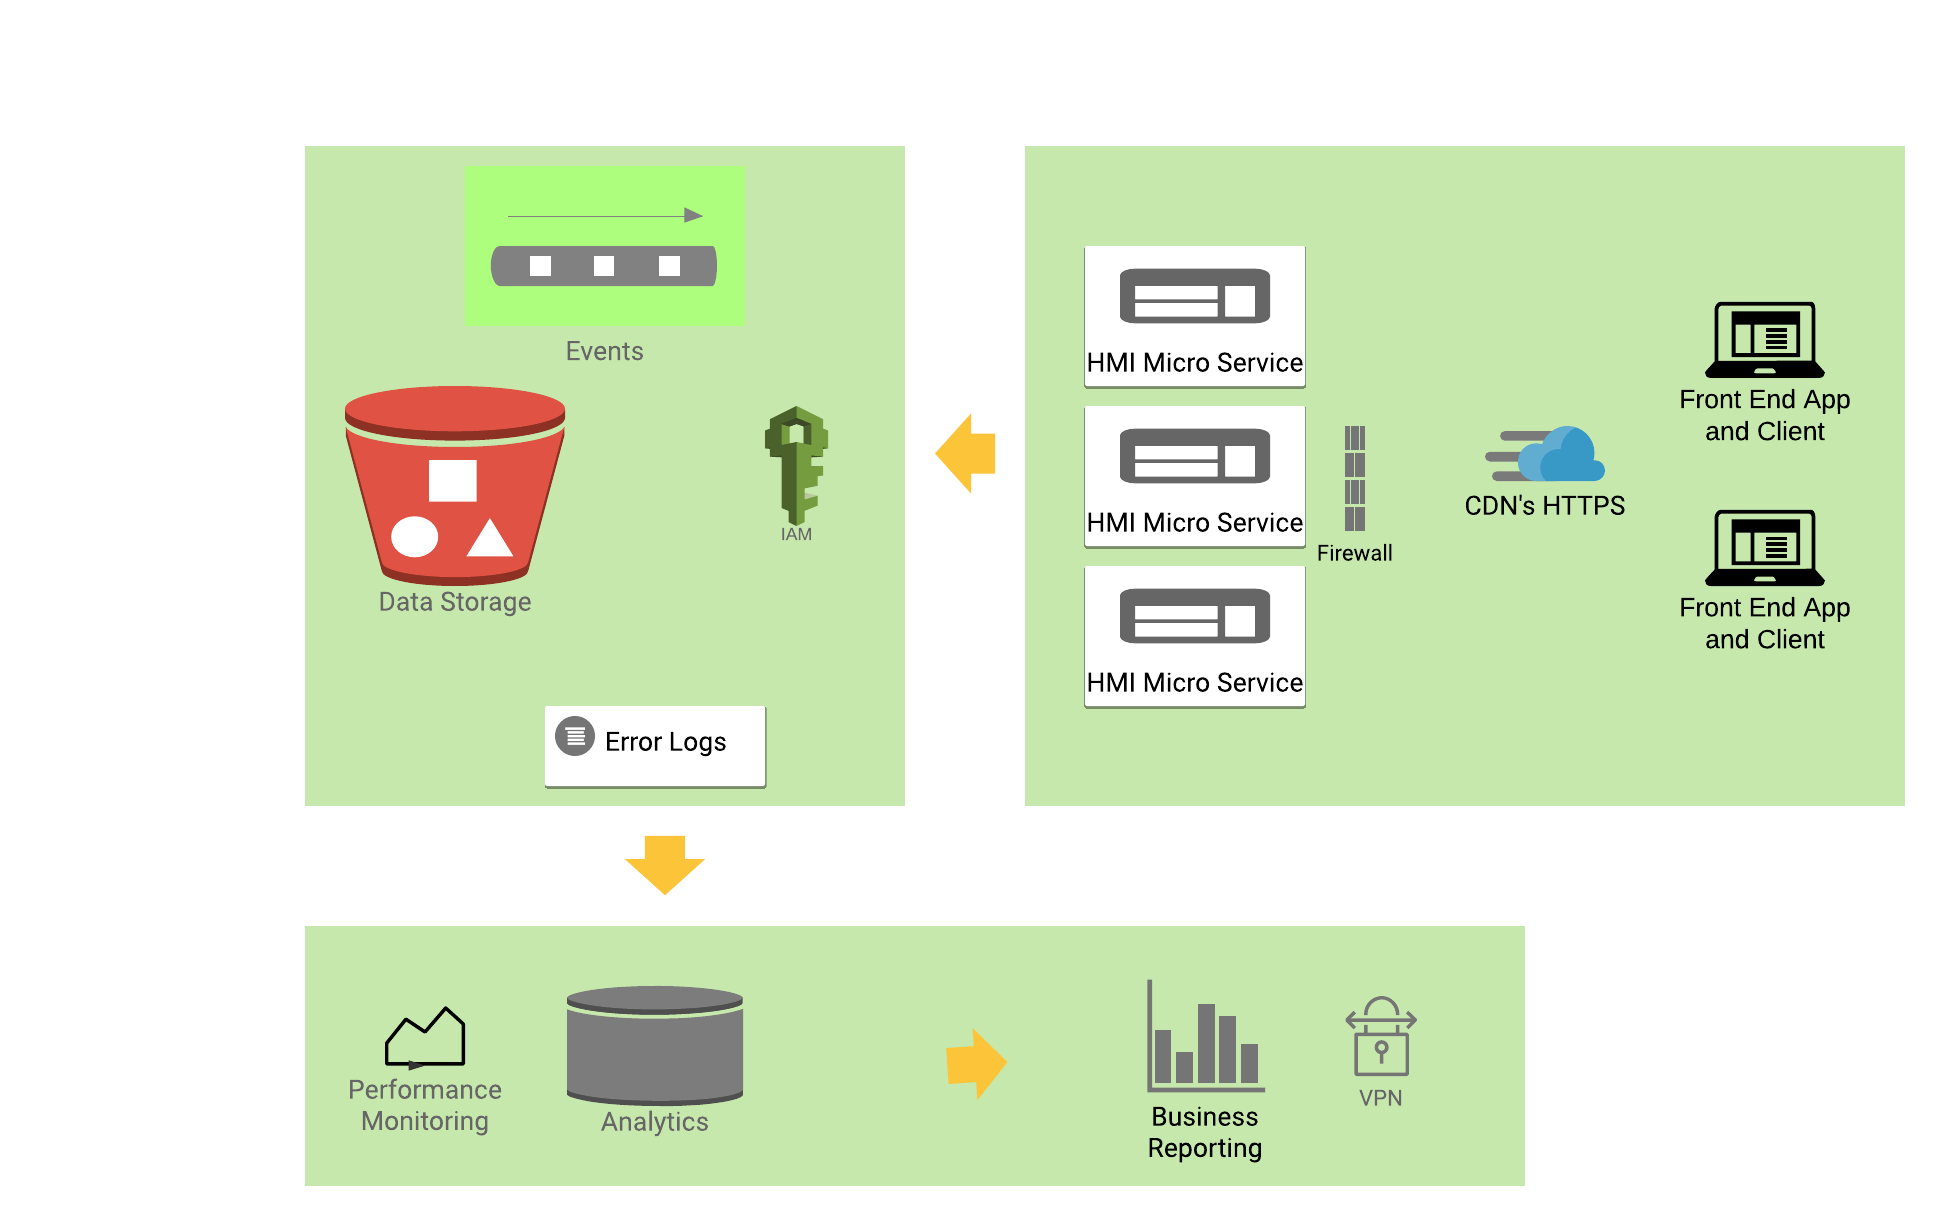 Events
Data Storage
IAM
Error Logs
HMI Micro Service
HMI Micro Service
HMI Micro Service
Firewall
CDN's HTTPS
Front End App
and Client
Front End App
and Client
Performance
Monitoring
Analytics
Business
Reporting
VPN